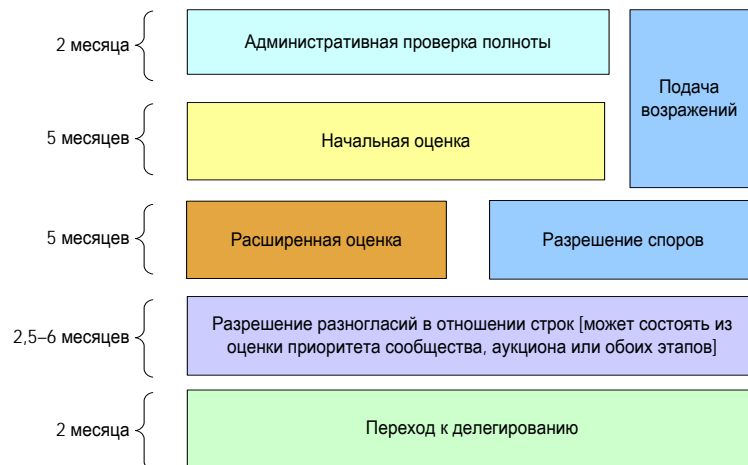 2 месяца
Административная проверка полноты
Подача
возражений
5 месяцев
Начальная оценка
5 месяцев
Расширенная оценка
Разрешение споров
2,5–6 месяцев
Разрешение разногласий в отношении строк [может состоять из
оценки приоритета сообщества, аукциона или обоих этапов]
2 месяца
Переход к делегированию